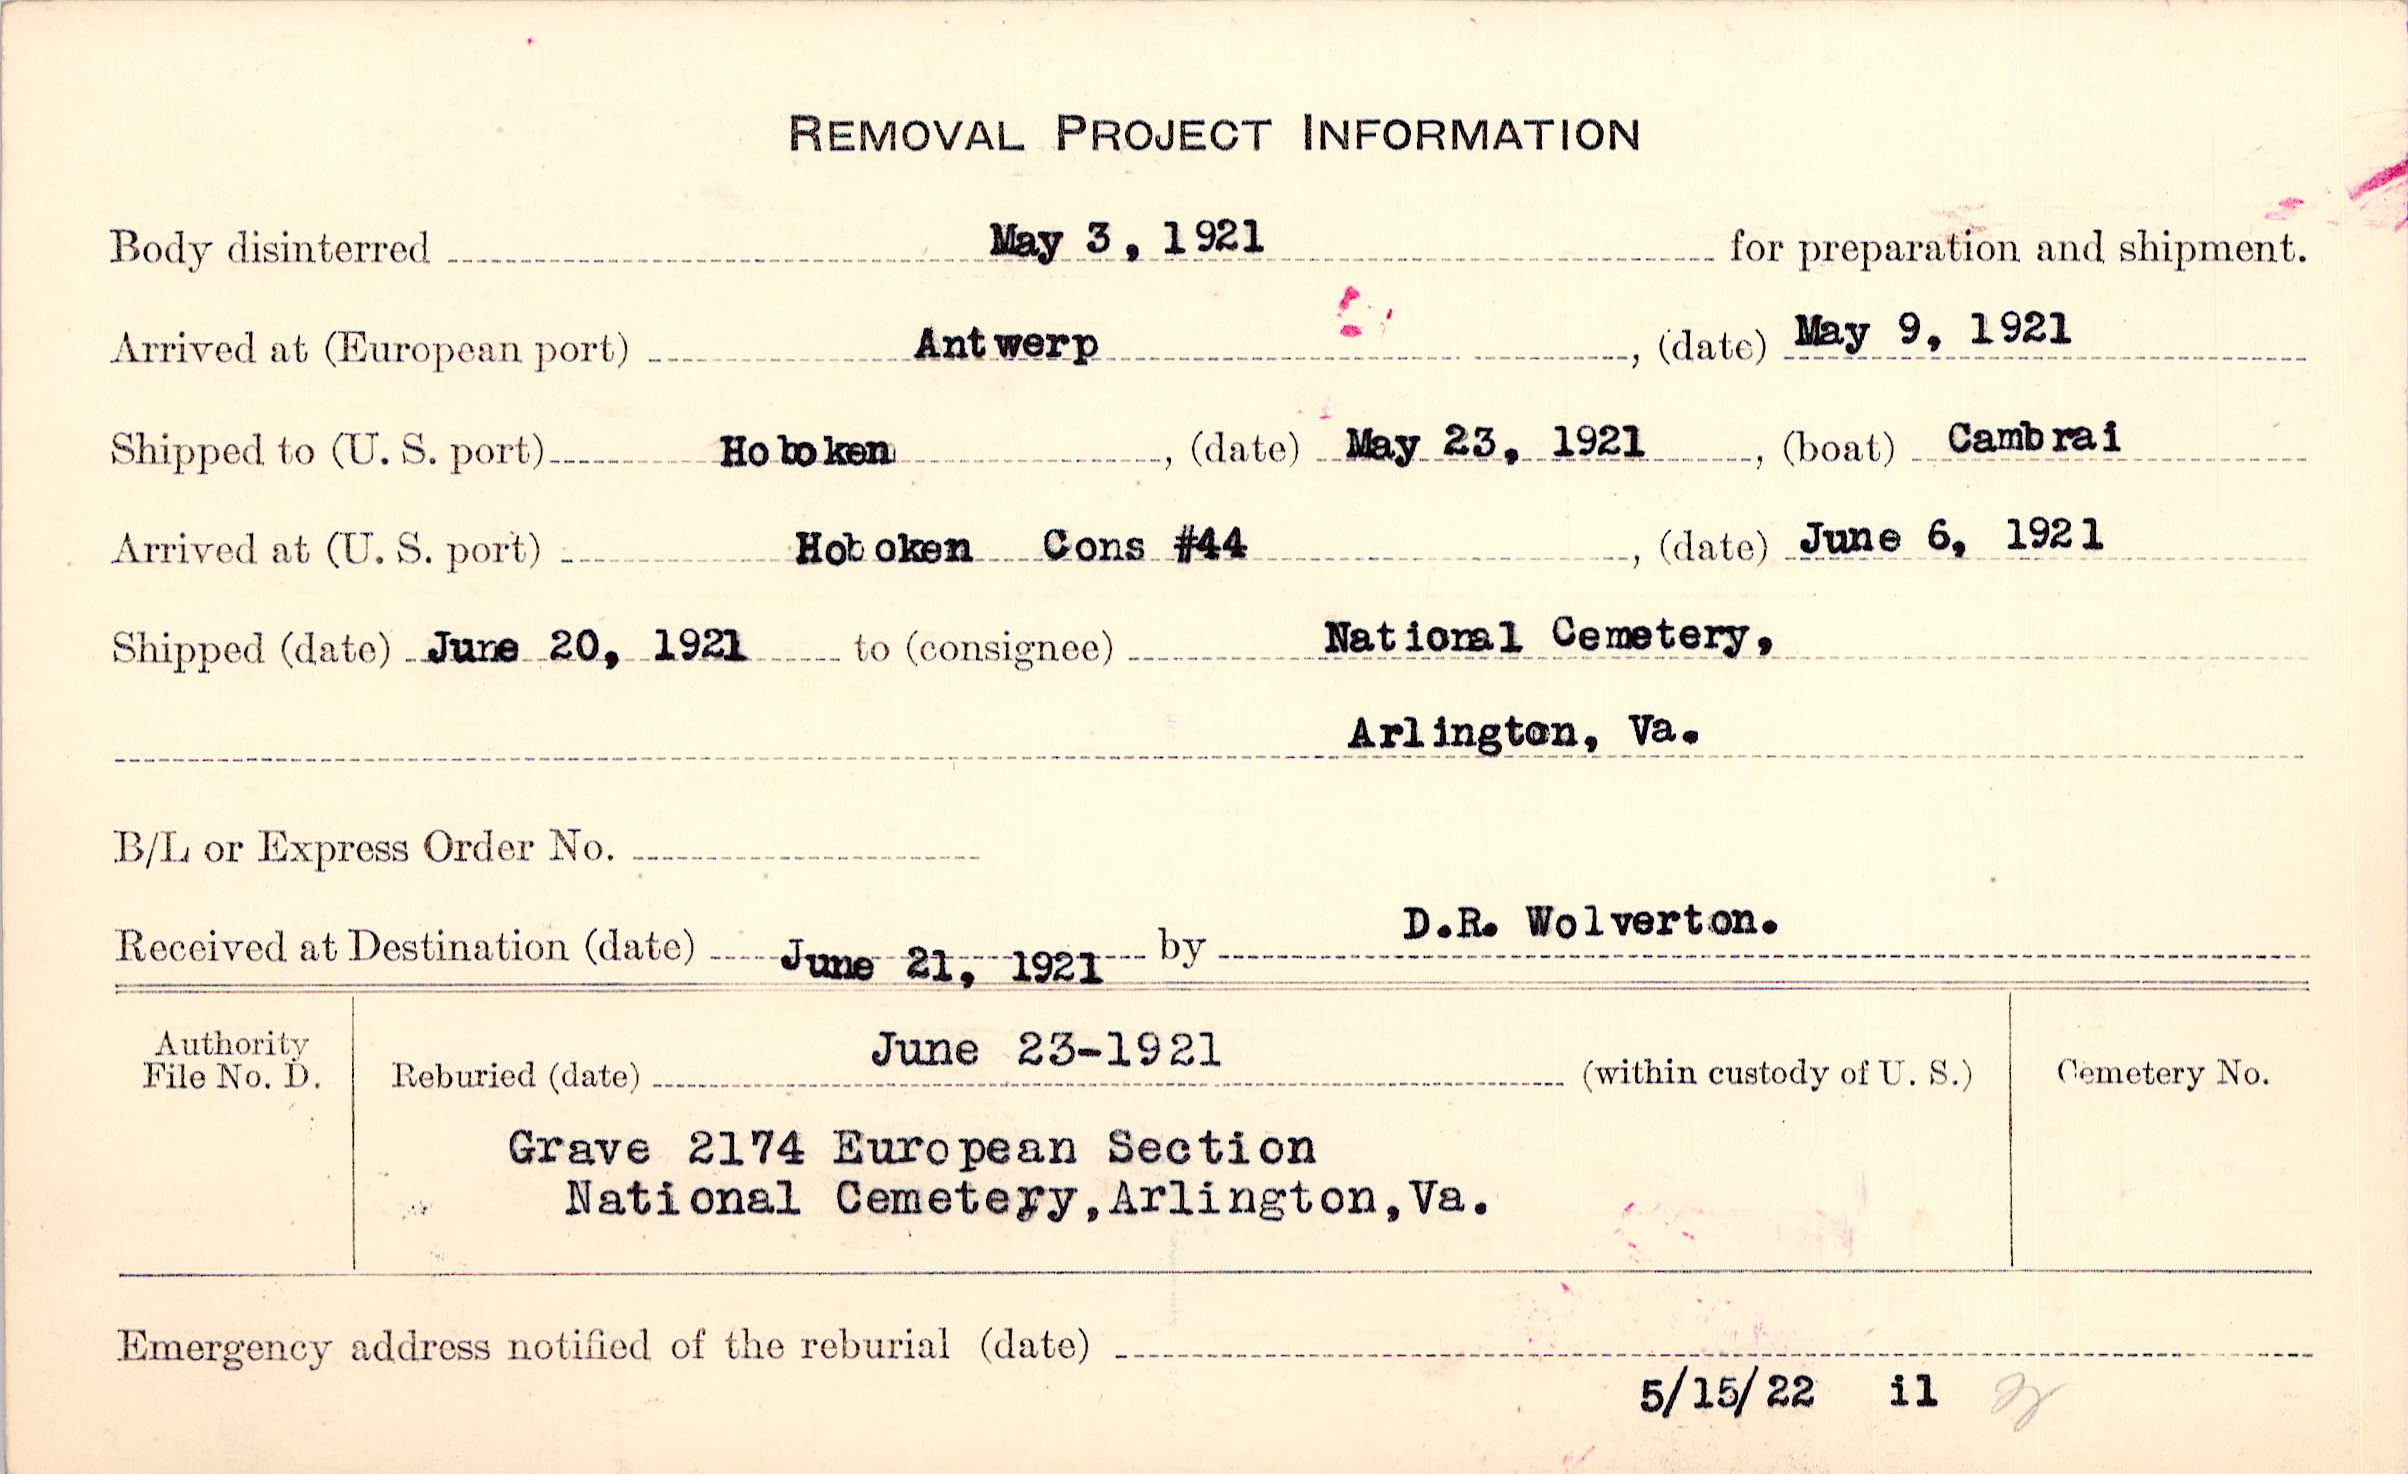 REMOVAL PROJECT INFORMATION
Body disinterred May 3, 1921 for preparation and shipment.
Arrived at (European port) Antwerp, (date) May 9, 1921
Shipped to (U. S. port) Hoboken, (date) May 23, 1921, (boat) Cambrai
Arrived at (U. S. port) Hoboken Cons #44, (date) June 6, 1921
Shipped (date) June 20, 1921 to (consignee) National Cemetery,
Arlington, Va.
B/L or Express Order No.
Received at Destination (date) June 21, 1921 by D.R. Wolverton.
Authority
File No. D.
Reburied (date) June 23-1921 (within custody of U. S.)
Cemetery No.
Grave 2174 European Section
National Cemetery,Arlington,Va.
Emergency address notified of the reburial (date)
5/15/22 il